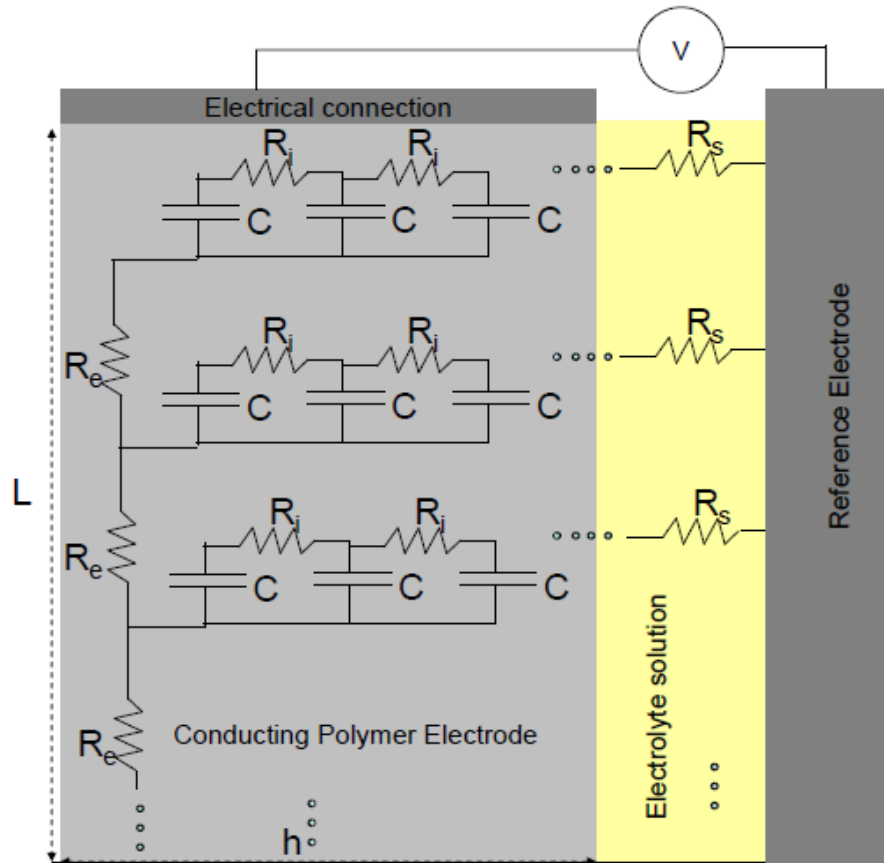 V
Electrical connection
Ri Ri Rs
C C C
Re
Ri Ri Rs
C C C
L
Re
Ri Ri Rs
C C C
Re
Conducting Polymer Electrode
h
Electrolyte solution
Reference Electrode